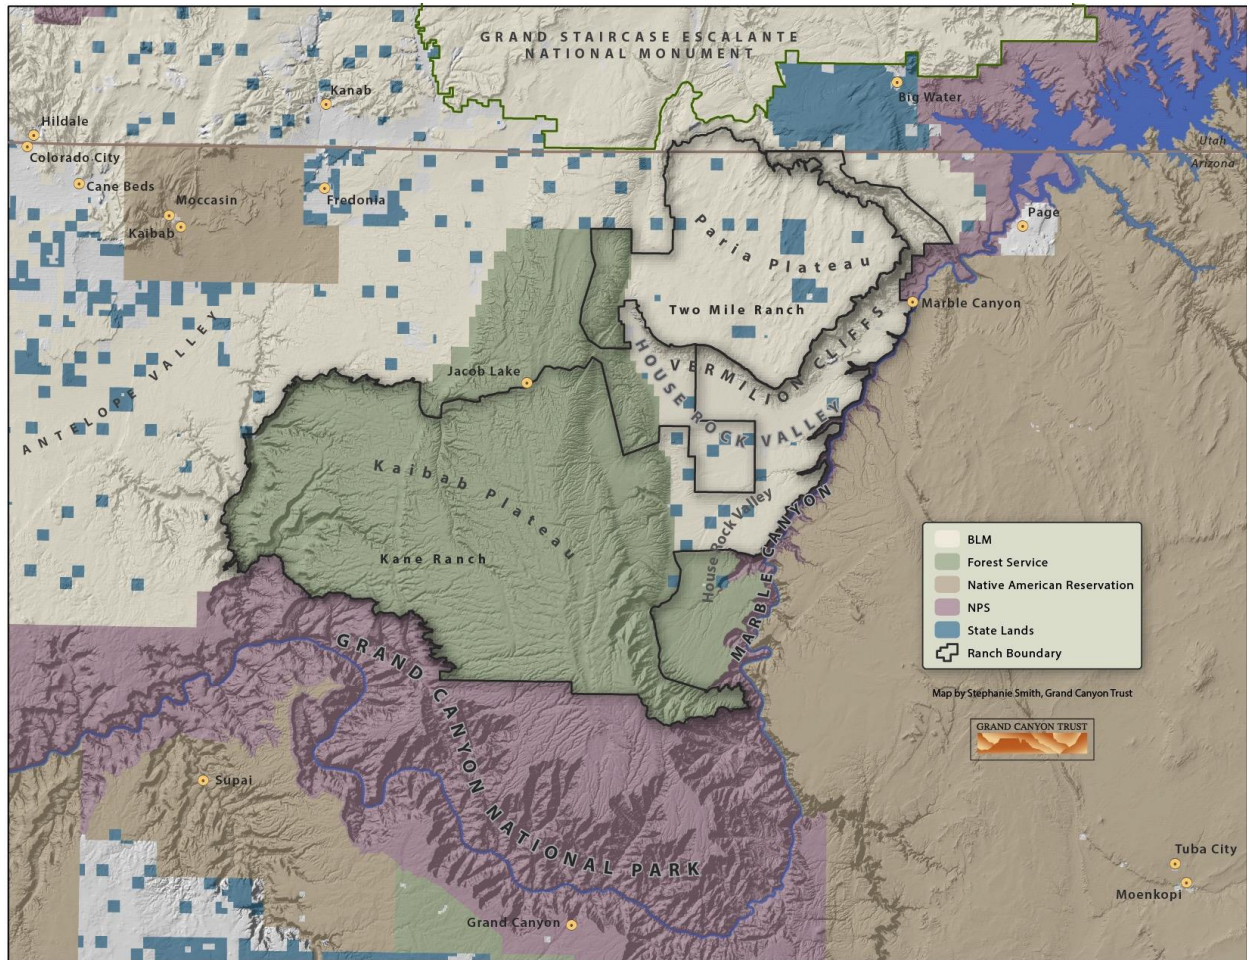 GRAND STAIRCASE ESCALANTE
NATIONAL MONUMENT
Kanab
Big Water
Hildale
Colorado City
Utah
Arizona
Cane Beds
Moccasin
Fredonia
Kaibab
Page
Paria Plateau
Marble Canyon
Two Mile Ranch
ANTELOPE VALLEY
VERMILION CLIFFS
HOUSE ROCK VALLEY
Jacob Lake
Kaibab Plateau
House Rock Valley
Kane Ranch
MARBLE CANYON
BLM
Forest Service
Native American Reservation
NPS
State Lands
Ranch Boundary
Map by Stephanie Smith, Grand Canyon Trust
GRAND CANYON TRUST
GRAND CANYON NATIONAL PARK
Supai
Tuba City
Moenkopi
Grand Canyon